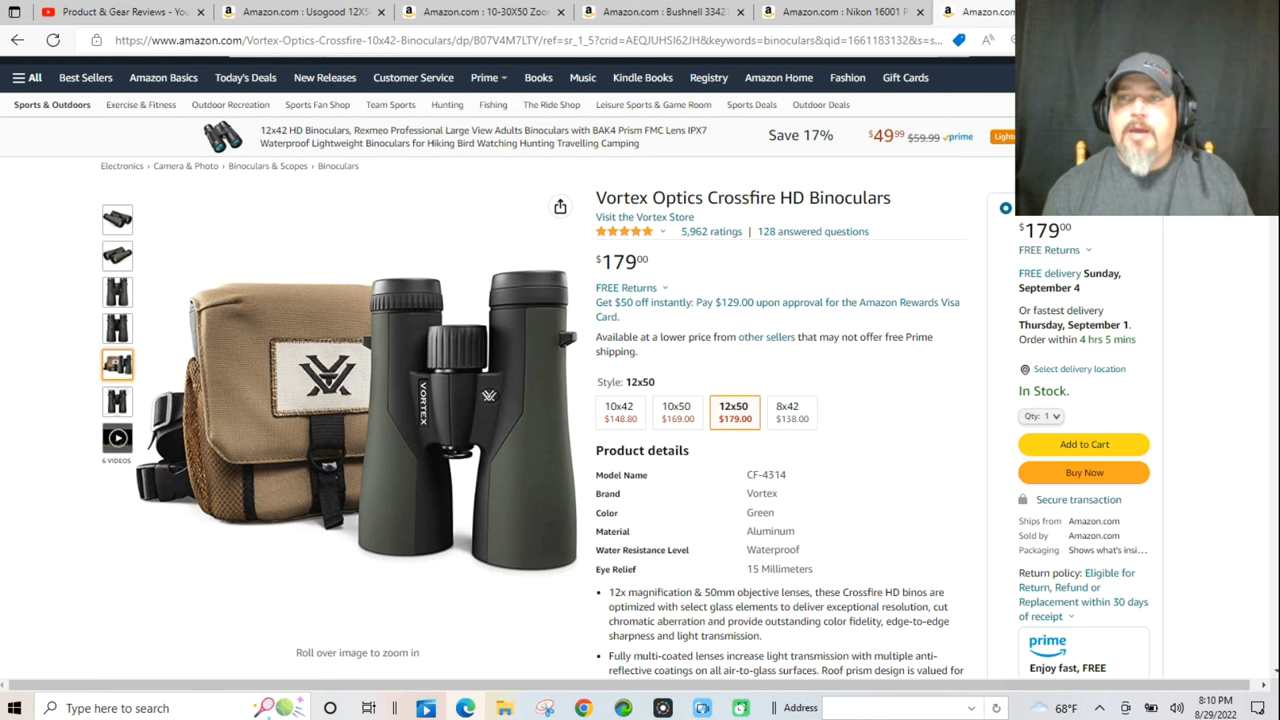 Product & Gear Reviews - You
Amazon.com : Usogood 12X5
Amazon.com : 10-30X50 Zoo
Amazon.com : Bushnell 3342
Amazon.com : Nikon 16001 P
Amazon.com
https://www.amazon.com/Vortex-Optics-Crossfire-10x42-Binoculars/dp/B07V4M7LTY/ref=sr_1_5?crid=AEQJUHSI62JH&keywords=binoculars&qid=1661183132&s=s...
All Best Sellers Amazon Basics Today's Deals New Releases Customer Service Prime Books Music Kindle Books Registry Amazon Home Fashion Gift Cards
Sports & Outdoors Exercise & Fitness Outdoor Recreation Sports Fan Shop Team Sports Hunting Fishing The Ride Shop Leisure Sports & Game Room Sports Deals Outdoor Deals
12x42 HD Binoculars, Rexmeo Professional Large View Adults Binoculars with BAK4 Prism FMC Lens IPX7
Waterproof Lightweight Binoculars for Hiking Bird Watching Hunting Travelling Camping
Save 17% $49.99 $59.99 prime Light
Electronics › Camera & Photo › Binoculars & Scopes › Binoculars
6 VIDEOS
VORTEX
Roll over image to zoom in
Vortex Optics Crossfire HD Binoculars
Visit the Vortex Store
5,962 ratings | 128 answered questions
$179.00
FREE Returns
Get $50 off instantly: Pay $129.00 upon approval for the Amazon Rewards Visa
Card.
Available at a lower price from other sellers that may not offer free Prime
shipping.
Style: 12x50
10x42 10x50 12x50 8x42
$148.80 $169.00 $179.00 $138.00
Product details
Model Name CF-4314
Brand Vortex
Color Green
Material Aluminum
Water Resistance Level Waterproof
Eye Relief 15 Millimeters
• 12x magnification & 50mm objective lenses, these Crossfire HD binos are
optimized with select glass elements to deliver exceptional resolution, cut
chromatic aberration and provide outstanding color fidelity, edge-to-edge
sharpness and light transmission.
• Fully multi-coated lenses increase light transmission with multiple anti-
reflective coatings on all air-to-glass surfaces. Roof prism design is valued for
$179.00
FREE Returns
FREE delivery Sunday,
September 4
Or fastest delivery
Thursday, September 1.
Order within 4 hrs 5 mins
Select delivery location
In Stock.
Qty: 1
Add to Cart
Buy Now
Secure transaction
Ships from Amazon.com
Sold by Amazon.com
Packaging Shows what's insi...
Return policy: Eligible for
Return, Refund or
Replacement within 30 days
of receipt
prime
Enjoy fast, FREE
Type here to search
Address
68°F
8:10 PM
8/29/2022